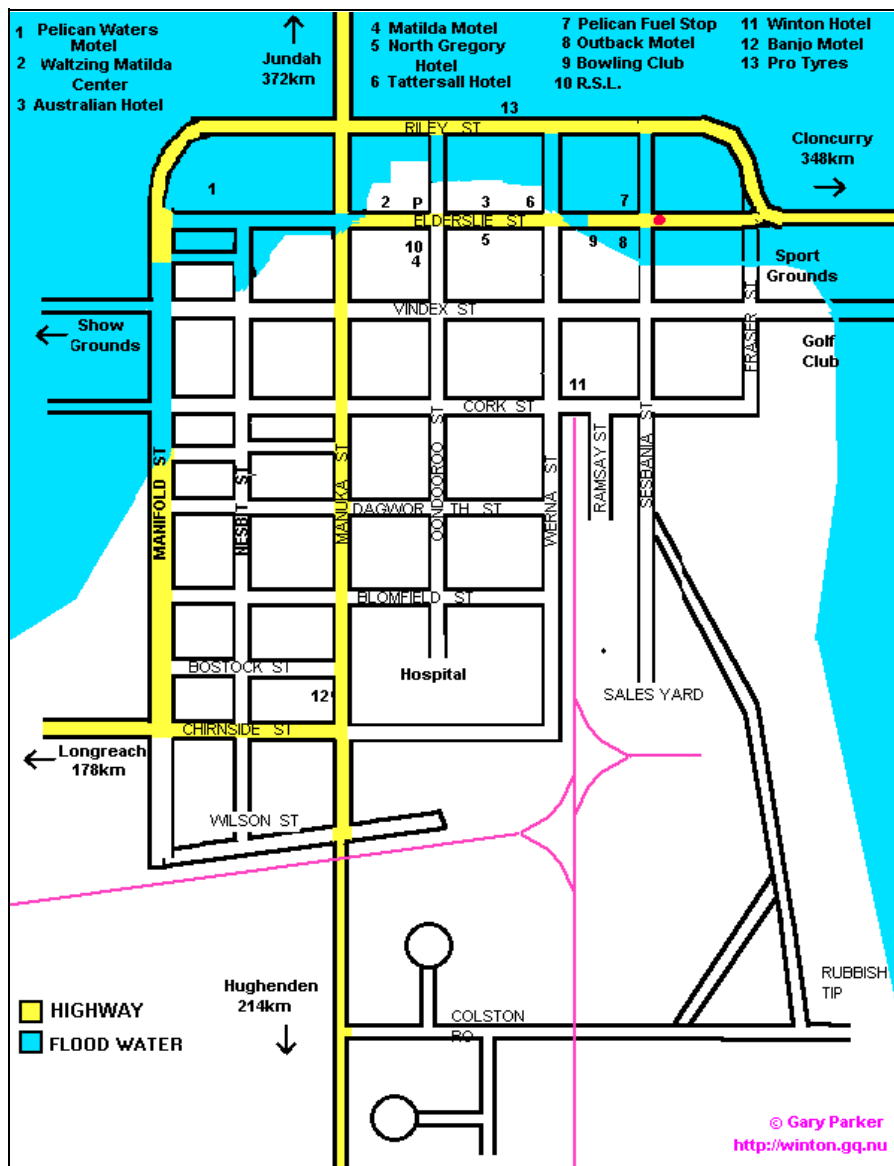 1 Pelican Waters
Motel
2 Waltzing Matilda
Center
3 Australian Hotel
Jundah
372km
4 Matilda Motel
5 North Gregory
Hotel
6 Tattersall Hotel
7 Pelican Fuel Stop
8 Outback Motel
9 Bowling Club
10 R.S.L.
11 Winton Hotel
12 Banjo Motel
13 Pro Tyres
13
RILEY ST
Cloncurry
348km
1
2 P 3 6 7
ELDERSLIE ST
10 5 9 8
4
Sport
Grounds
VINDEX ST
FRASER ST
Show
Grounds
Golf
Club
11
CORK ST
MANIFOLD ST
NESBIT ST
MANUKA ST
OONDOOROO ST
WERNA ST
RAMSAY ST
SESBANIA ST
DAGWOR TH ST
BLOMFIELD ST
BOSTOCK ST
Hospital
12
SALES YARD
CHIRNSIDE ST
Longreach
178km
WILSON ST
Hughenden
214km
RUBBISH
TIP
HIGHWAY
FLOOD WATER
COLSTON
RO
© Gary Parker
http://winton.gq.nu